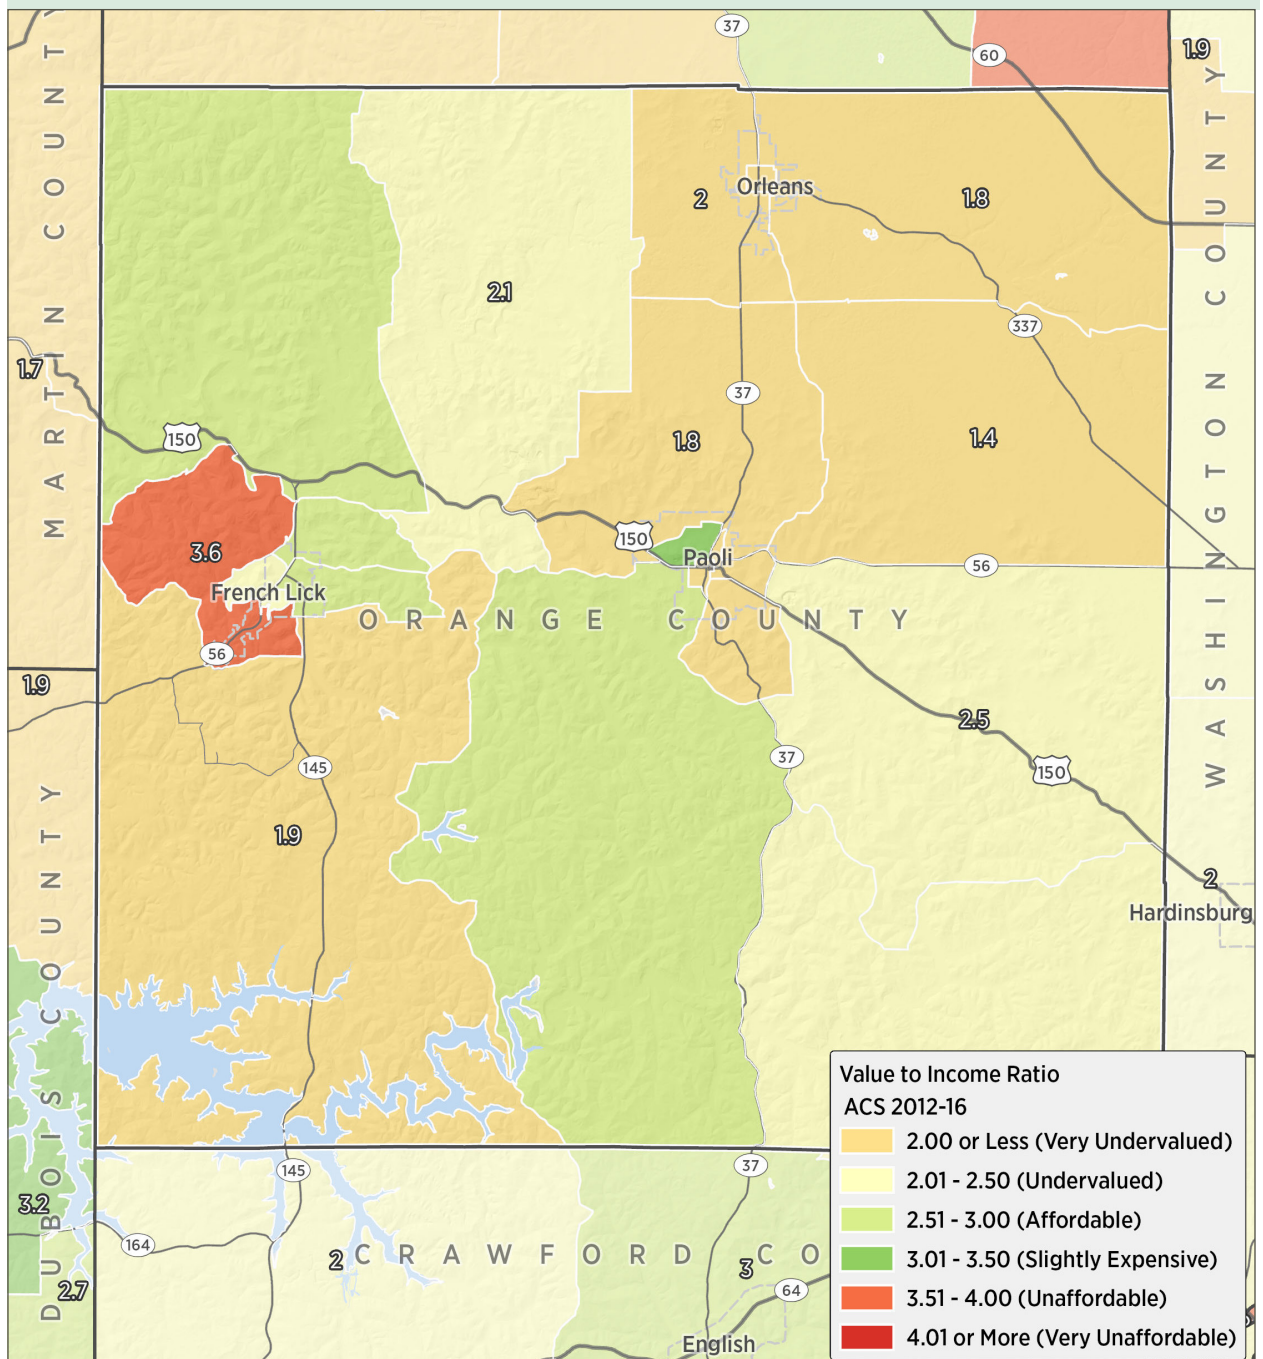 37
60
1.9
MARTIN COUNTY
WASHINGTON COUNTY
Orleans
2
1.8
2.1
337
1.7
37
150
1.8
1.4
3.6
150
Paoli
56
French Lick
ORANGE COUNTY
56
1.9
2.5
37
145
150
1.9
DUBOIS COUNTY
2
Hardinsburg
Value to Income Ratio
ACS 2012-16
2.00 or Less (Very Undervalued)
2.01 - 2.50 (Undervalued)
2.51 - 3.00 (Affordable)
3.01 - 3.50 (Slightly Expensive)
3.51 - 4.00 (Unaffordable)
4.01 or More (Very Unaffordable)
145
37
3.2
164
2
CRAWFORD CO
3
2.7
64
English